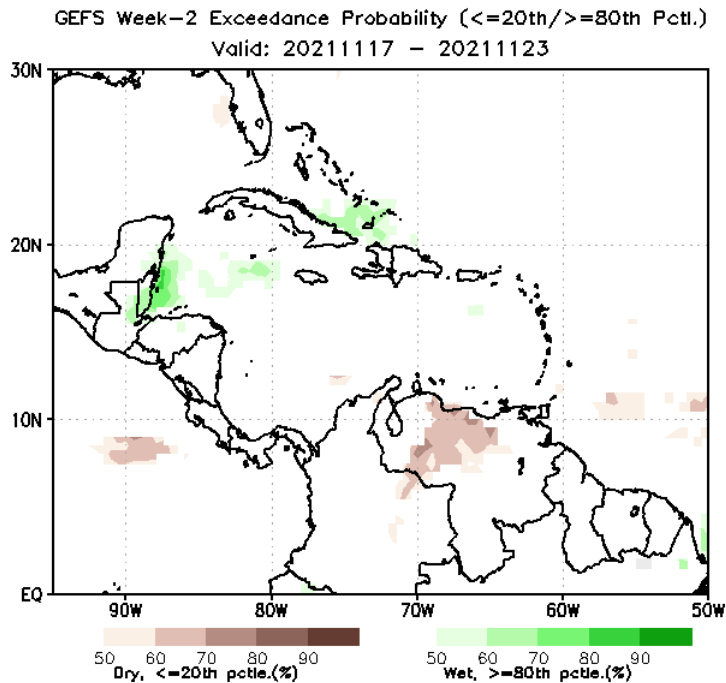 GEFS Week-2 Exceedance Probability (<=20th/>=80th Pctl.)
Valid: 20211117 - 20211123
30N
20N
10N
EQ
90W 80W 70W 60W 50W
50 60 70 80 90 50 60 70 80 90
Dry, <=20th pctle.(%) Wet, >=80th pctle.(%)